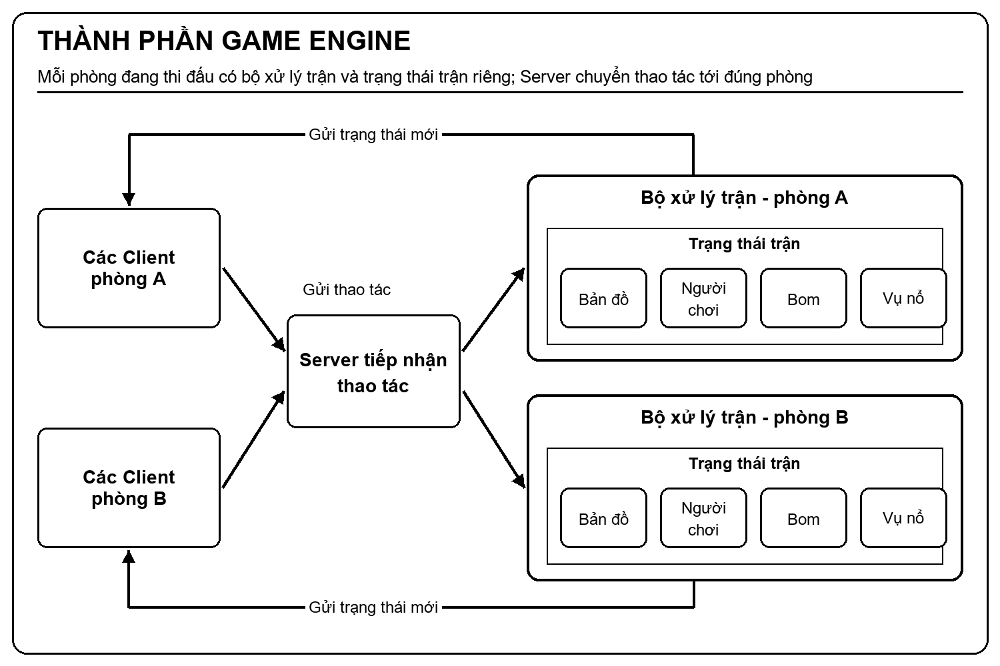 THÀNH PHẦN GAME ENGINE
Mỗi phòng đang thi đấu có bộ xử lý trận và trạng thái trận riêng; Server chuyển thao tác tới đúng phòng
Gửi trạng thái mới
Bộ xử lý trận - phòng A
Trạng thái trận
Các Client
phòng A
Bản đồ
Người
chơi
Bom
Vụ nổ
Gửi thao tác
Server tiếp nhận
thao tác
Bộ xử lý trận - phòng B
Trạng thái trận
Các Client
phòng B
Bản đồ
Người
chơi
Bom
Vụ nổ
Gửi trạng thái mới